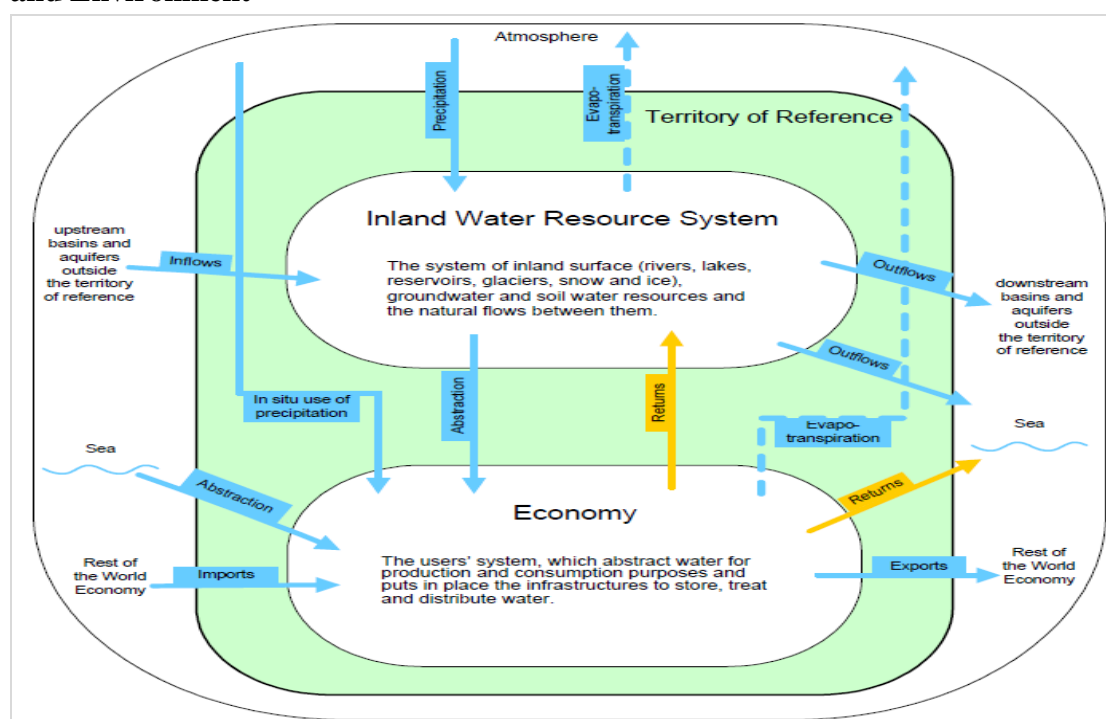 and Environment
Atmosphere
Precipitation
Evapo-
transpiration
Territory of Reference
Inland Water Resource System
upstream
basins and
aquifers
outside
the territory
of reference
Inflows
The system of inland surface (rivers, lakes,
reservoirs, glaciers, snow and ice),
groundwater and soil water resources and
the natural flows between them.
Outflows
downstream
basins and
aquifers
outside
the territory
of reference
Outflows
In situ use of
precipitation
Abstraction
Returns
Evapo-
transpiration
Sea
Sea
Abstraction
Returns
Economy
The users' system, which abstract water for
production and consumption purposes and
puts in place the infrastructures to store, treat
and distribute water.
Rest of
the World
Economy
Imports
Exports
Rest of
the World
Economy